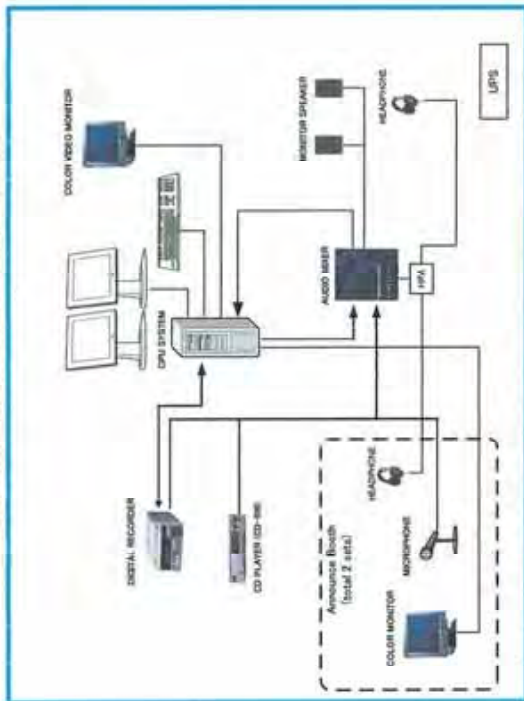 COLOR VIDEO MONITOR
CPU SYSTEM
DIGITAL RECORDER
CD PLAYER
MONITOR SPEAKER
AUDIO MIXER
HPA
HEADPHONE
UPS
Announce Booth
(total 2 sets)
HEADPHONE
MICROPHONE
COLOR MONITOR